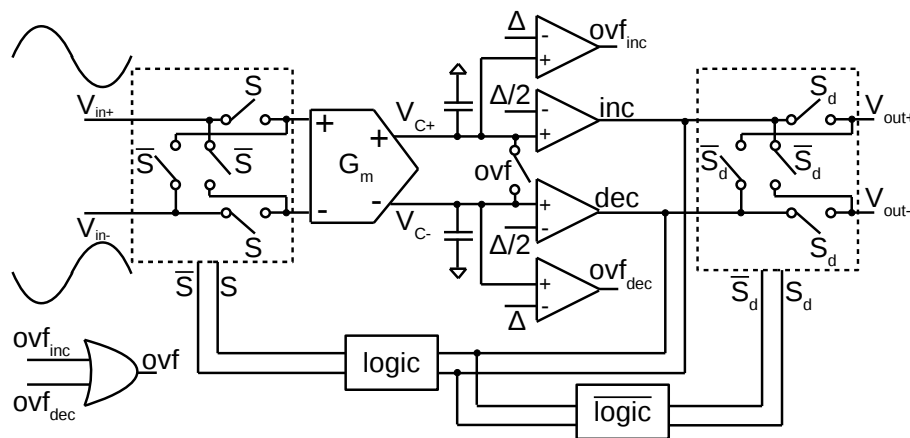 Δ
ovf_inc
S
Δ/2
inc
S_d
V_in+
V_C+
V_out+
+
+
S̅
S̅
G_m
ovf
S̅_d
S̅_d
-
-
dec
V_in-
S
V_C-
Δ/2
S_d
V_out-
ovf_dec
Δ
S̅ S
S̅_d S_d
ovf_inc
ovf
ovf_dec
logic
l̅o̅g̅i̅c̅
-
+
-
+
+
-
+
-